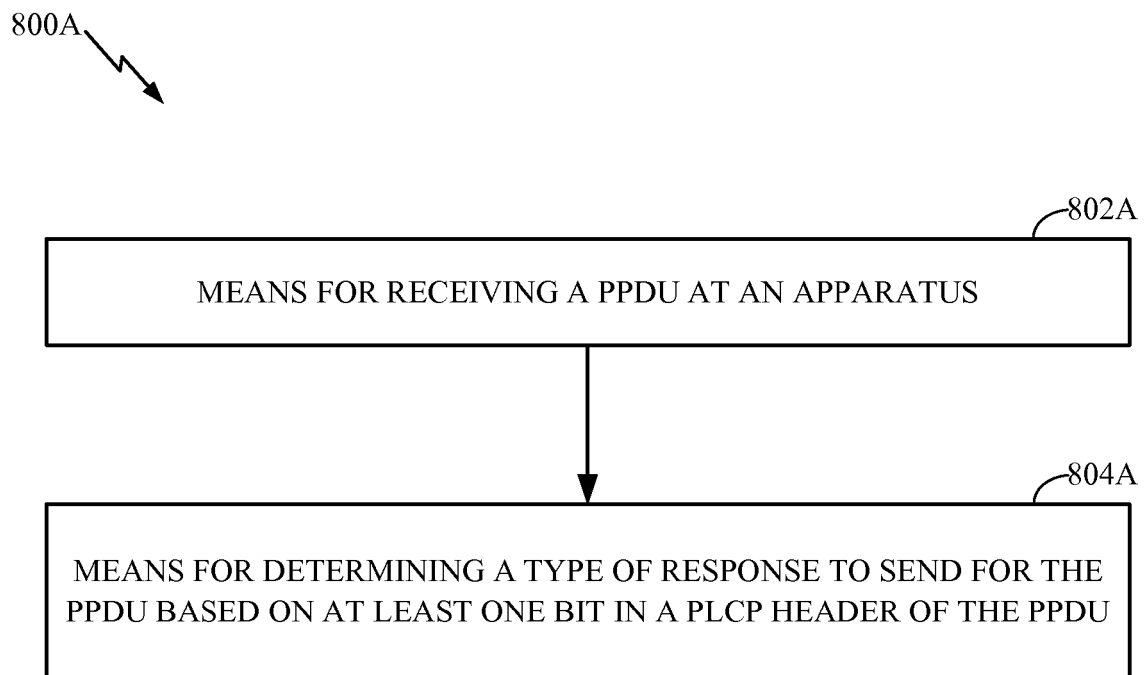 800A
802A
MEANS FOR RECEIVING A PPDU AT AN APPARATUS
804A
MEANS FOR DETERMINING A TYPE OF RESPONSE TO SEND FOR THE
PPDU BASED ON AT LEAST ONE BIT IN A PLCP HEADER OF THE PPDU